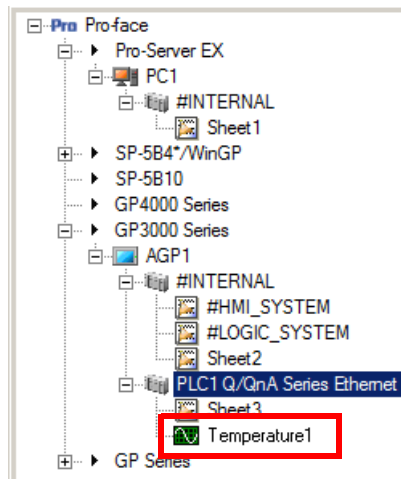 Pro Pro-face
Pro-Server EX
PC1
#INTERNAL
Sheet1
SP-5B4*/WinGP
SP-5B10
GP4000 Series
GP3000 Series
AGP1
#INTERNAL
#HMI_SYSTEM
#LOGIC_SYSTEM
Sheet2
PLC1 Q/QnA Series Ethernet
Sheet3
Temperature1
GP Series